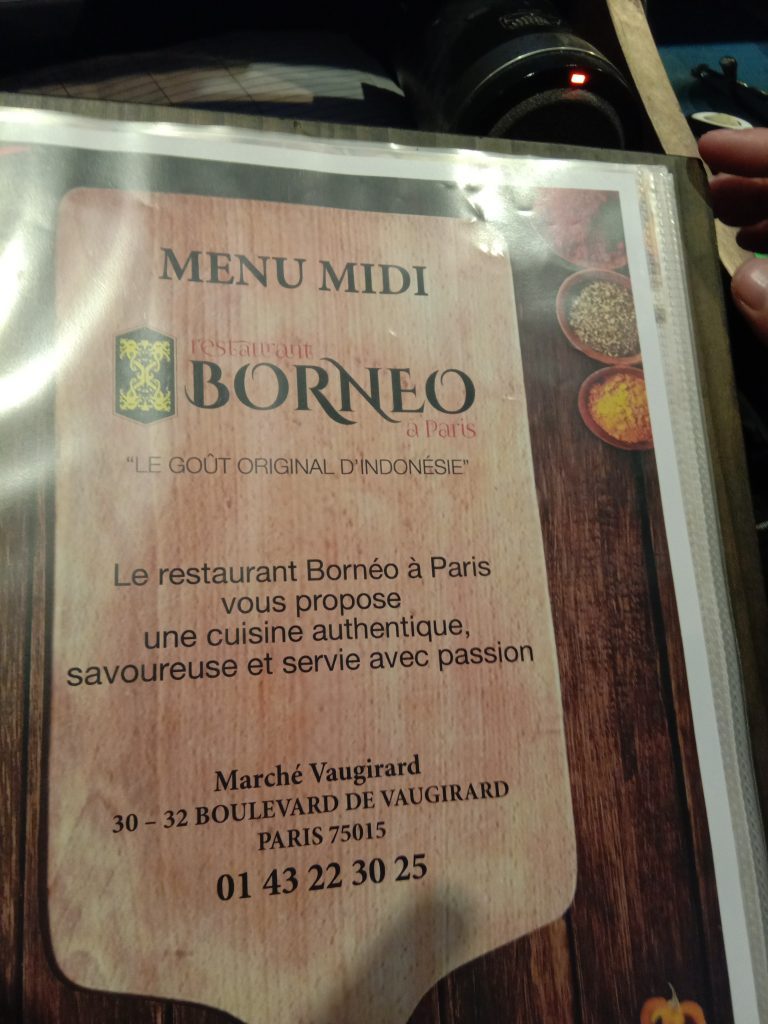 MENU MIDI
restaurant
BORNEO
à Paris
"LE GOÛT ORIGINAL D'INDONÉSIE"
Le restaurant Bornéo à Paris
vous propose
une cuisine authentique,
savoureuse et servie avec passion
Marché Vaugirard
30 – 32 BOULEVARD DE VAUGIRARD
PARIS 75015
01 43 22 30 25